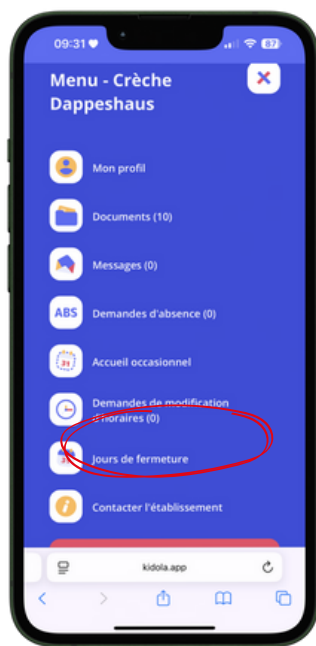 09:31
87
Menu - Crèche
Dappeshaus
Mon profil
Documents (10)
Messages (0)
ABS
Demandes d'absence (0)
31
Accueil occasionnel
Demandes de modification
d'horaires (0)
Jours de fermeture
Contacter l'établissement
kidola.app